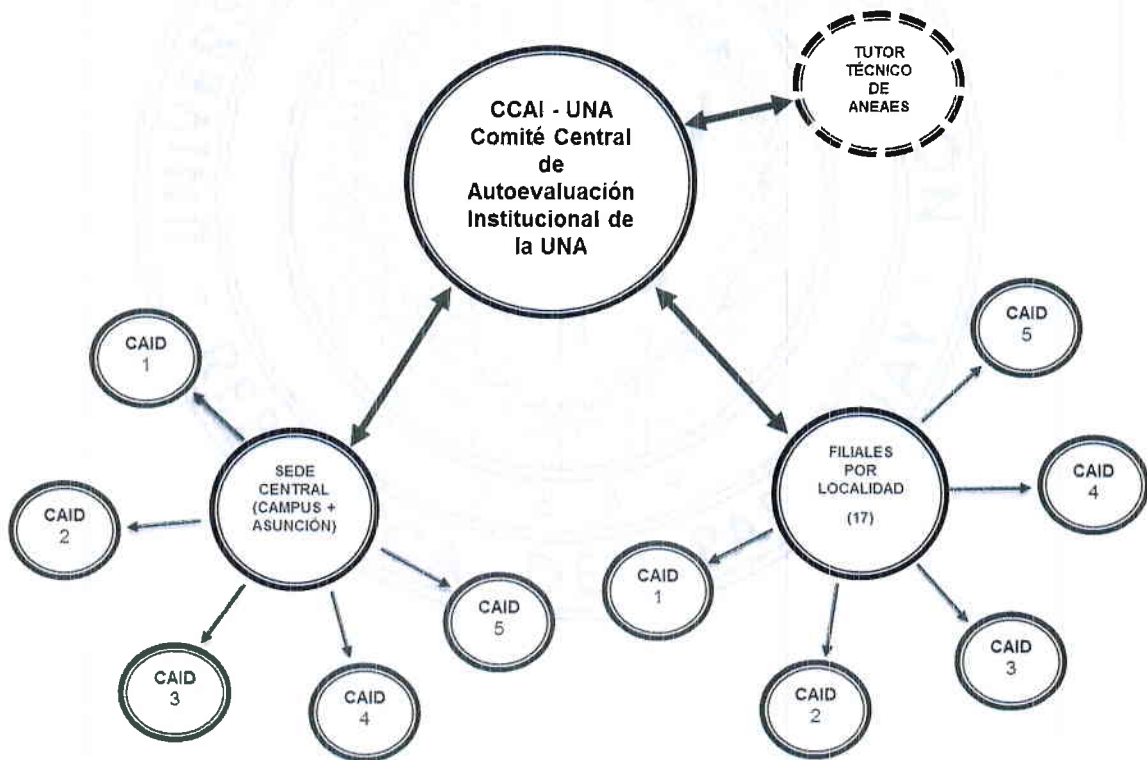 TUTOR
TÉCNICO
DE
ANEAES
CCAI - UNA
Comité Central
de
Autoevaluación
Institucional de
la UNA
CAID
1
CAID
2
CAID
3
CAID
4
CAID
5
SEDE
CENTRAL
(CAMPUS +
ASUNCIÓN)
FILIALES
POR
LOCALIDAD
(17)
CAID
5
CAID
4
CAID
3
CAID
2
CAID
1